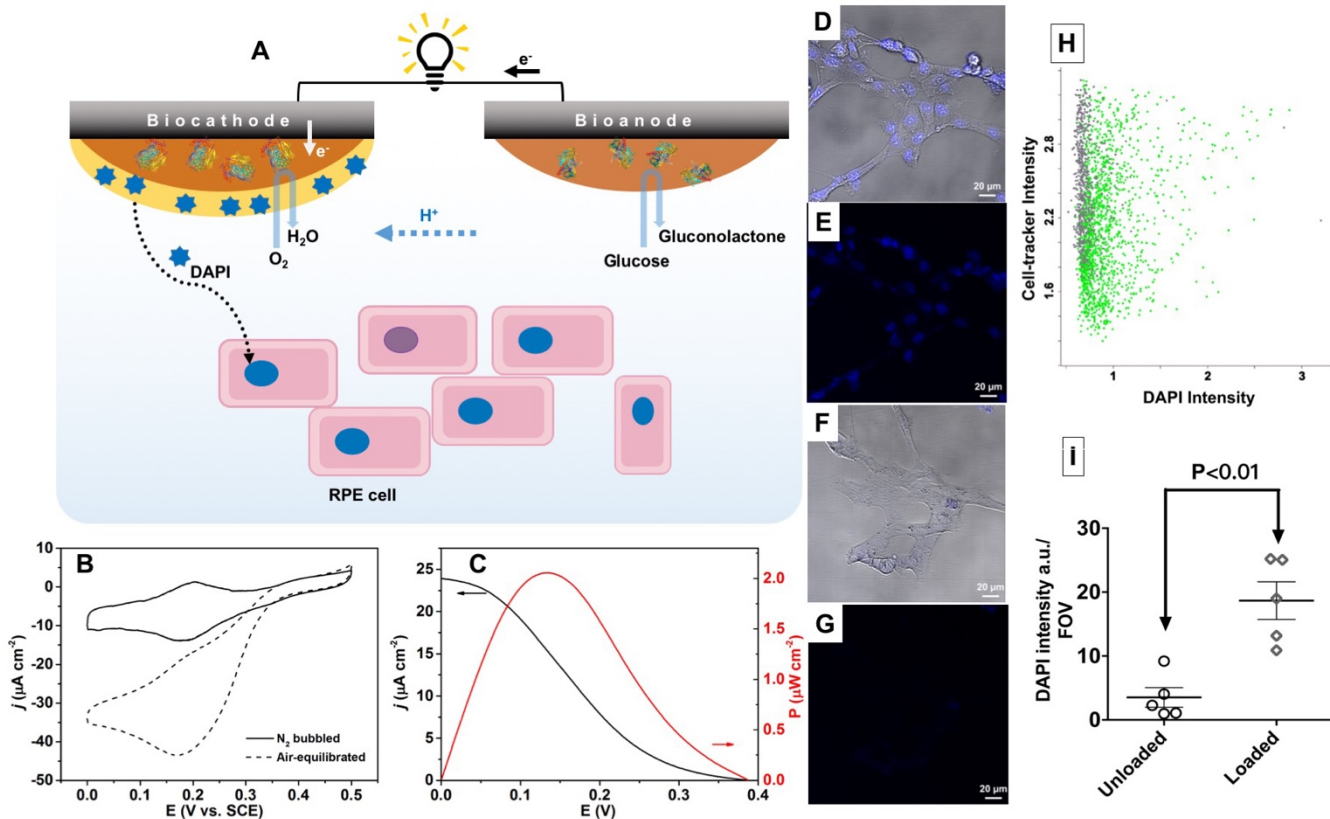 A
e-
Biocathode
Bioanode
e-
H+
H2O
O2
Gluconolactone
Glucose
DAPI
RPE cell
B
10
5
0
-10
-20
-30
-40
-50
j (μA cm-2)
N2 bubbled
Air-equilibrated
0.0 0.1 0.2 0.3 0.4 0.5
E (V vs. SCE)
C
25
20
15
10
5
0
j (μA cm-2)
2.0
1.5
1.0
0.5
0.0
P (μW cm-2)
0.0 0.1 0.2 0.3 0.4
E (V)
D
20 μm
E
20 μm
F
20 μm
G
20 μm
H
Cell-tracker Intensity
2.8
2.2
1.6
1 2 3
DAPI Intensity
i
P<0.01
DAPI intensity a.u./
FOV
30
20
10
0
Unloaded
Loaded